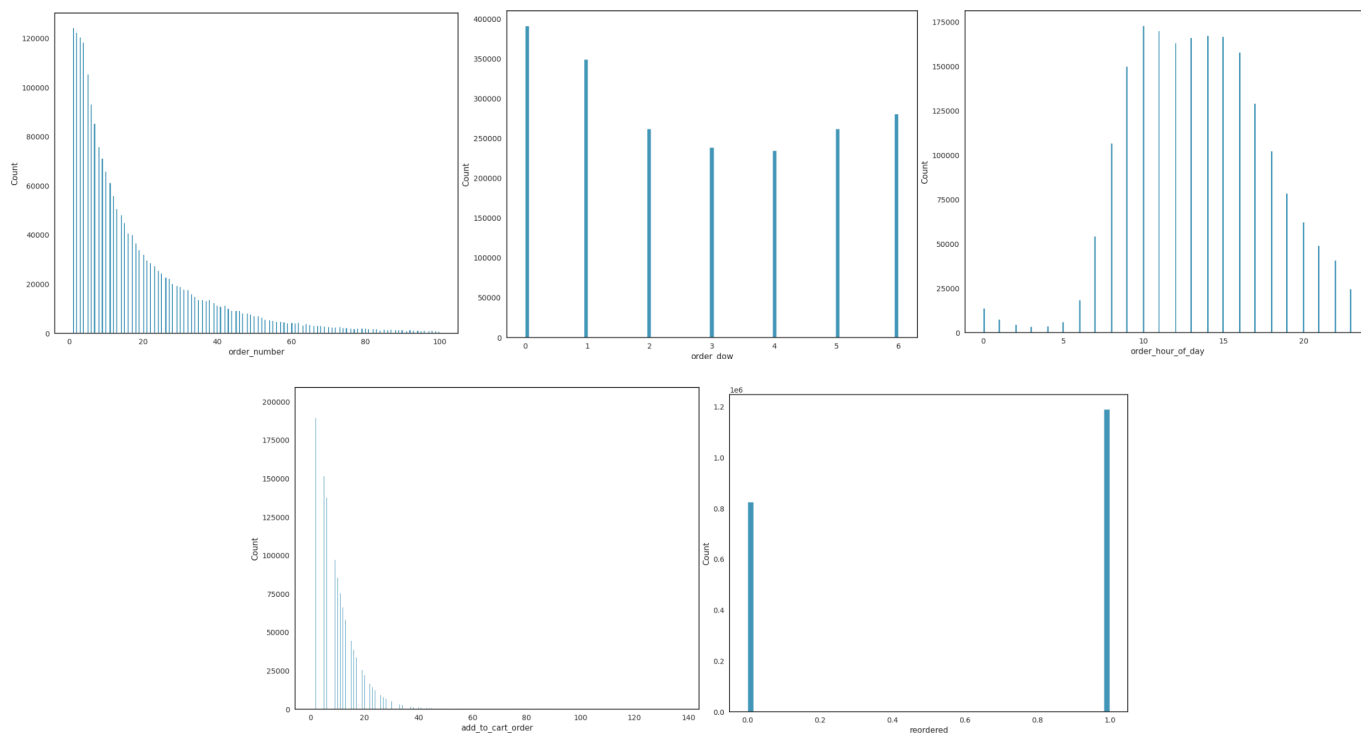 Count
120000
100000
80000
60000
40000
20000
0
0 20 40 60 80 100
order_number
Count
400000
350000
300000
250000
200000
150000
100000
50000
0
0 1 2 3 4 5 6
order_dow
Count
175000
150000
125000
100000
75000
50000
25000
0
0 5 10 15 20
order_hour_of_day
Count
200000
175000
150000
125000
100000
75000
50000
25000
0
0 20 40 60 80 100 120 140
add_to_cart_order
1e6
Count
1.2
1.0
0.8
0.6
0.4
0.2
0.0
0.0 0.2 0.4 0.6 0.8 1.0
reordered